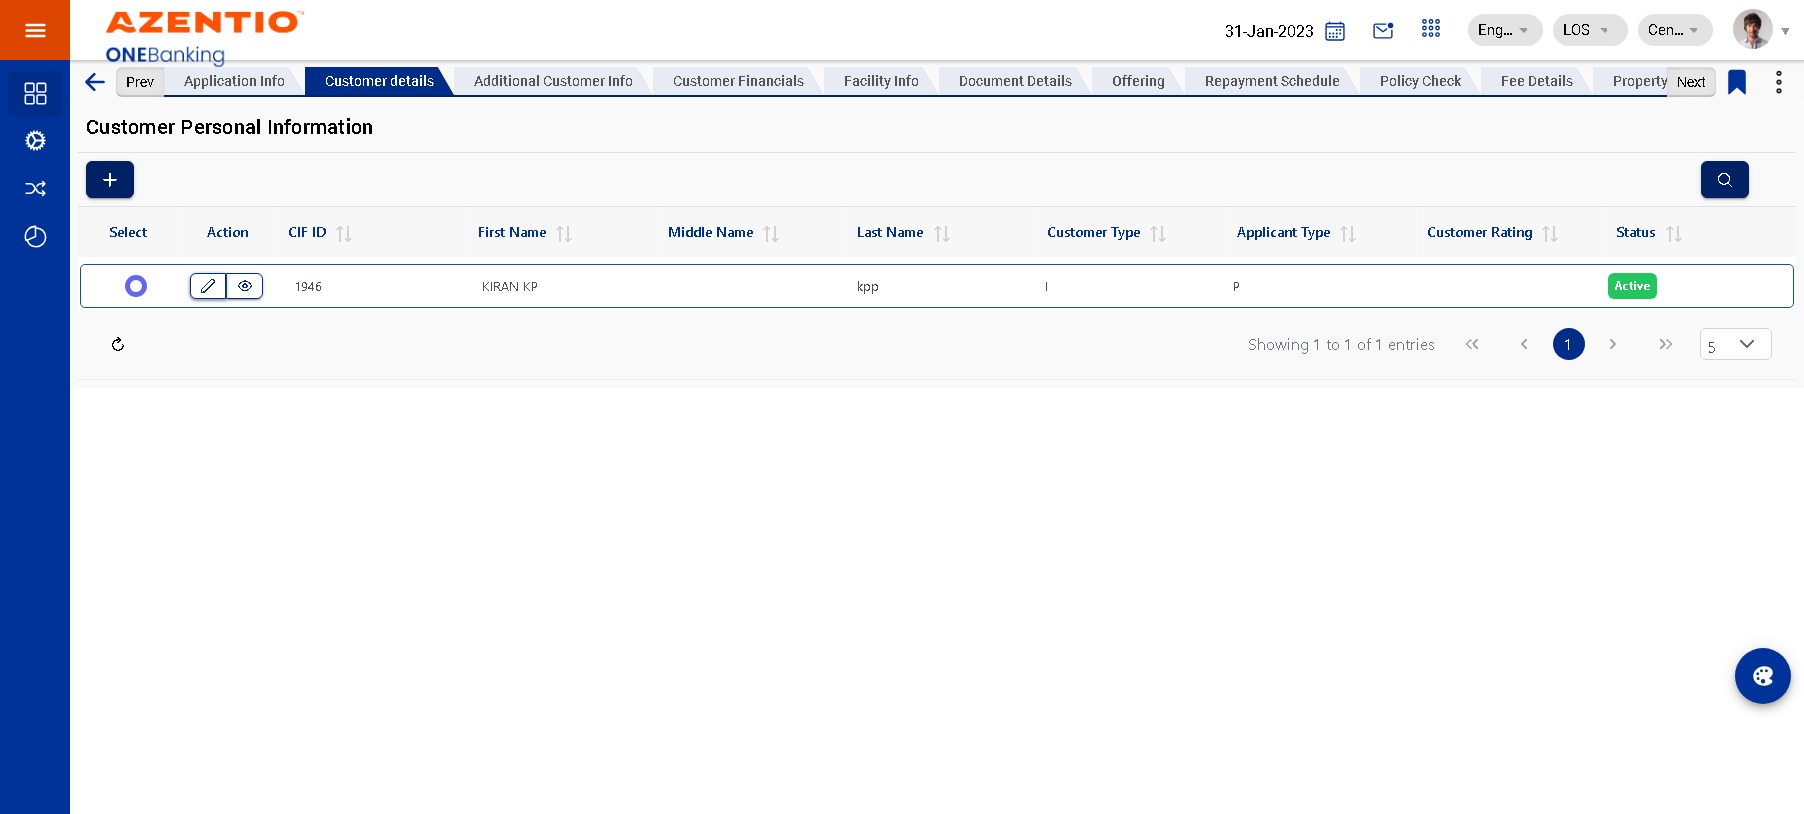 AZENTIO™
ONEBanking
31-Jan-2023 Eng... LOS Cen...
Prev Application Info Customer details Additional Customer Info Customer Financials Facility Info Document Details Offering Repayment Schedule Policy Check Fee Details Property Next
Customer Personal Information
Select Action CIF ID First Name Middle Name Last Name Customer Type Applicant Type Customer Rating Status
1946 KIRAN KP kpp I P Active
Showing 1 to 1 of 1 entries 1 5